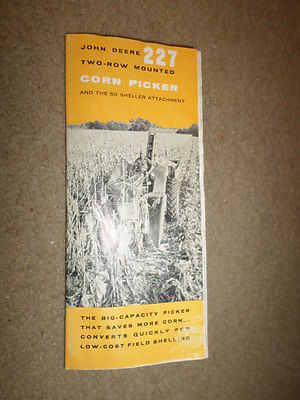 JOHN DEERE 227
TWO-ROW MOUNTED
CORN PICKER
AND THE 50 SHELLER ATTACHMENT
THE BIG-CAPACITY PICKER
THAT SAVES MORE CORN...
CONVERTS QUICKLY FOR
LOW-COST FIELD SHELLING